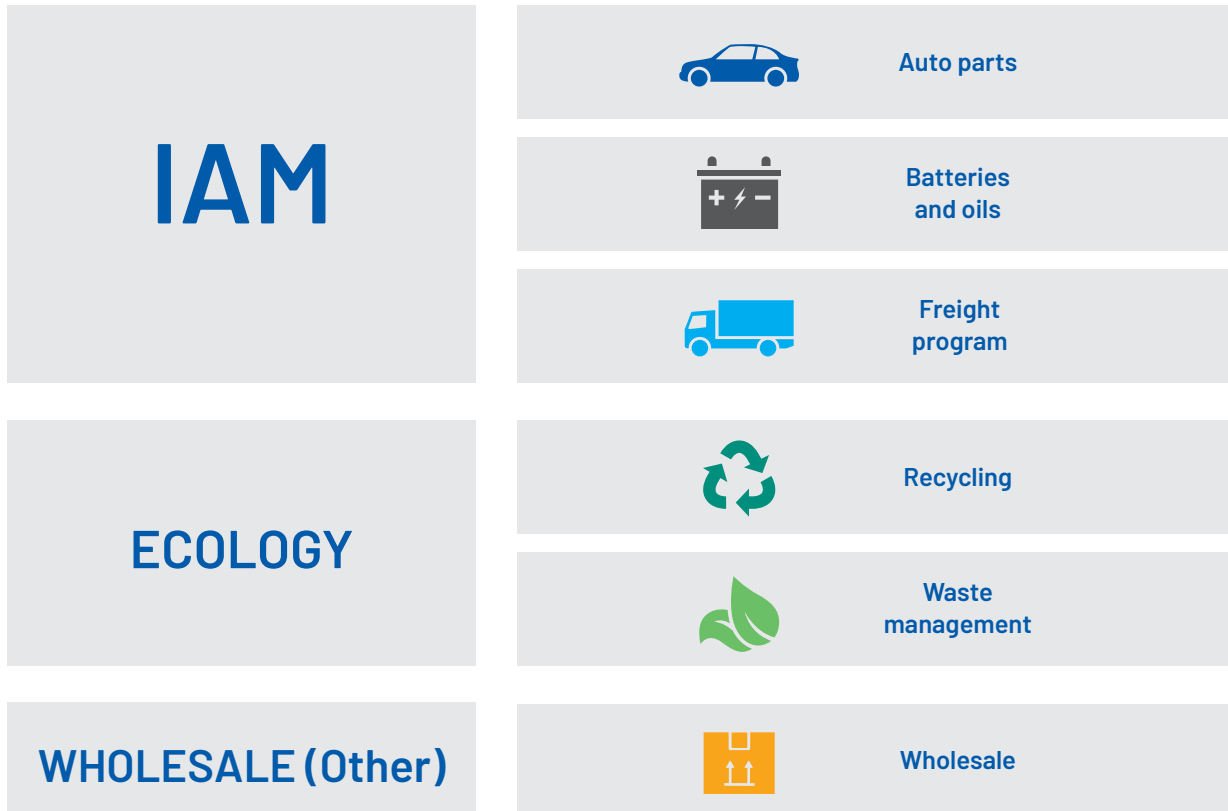 IAM
Auto parts
Batteries
and oils
Freight
program
ECOLOGY
Recycling
Waste
management
WHOLESALE (Other)
Wholesale